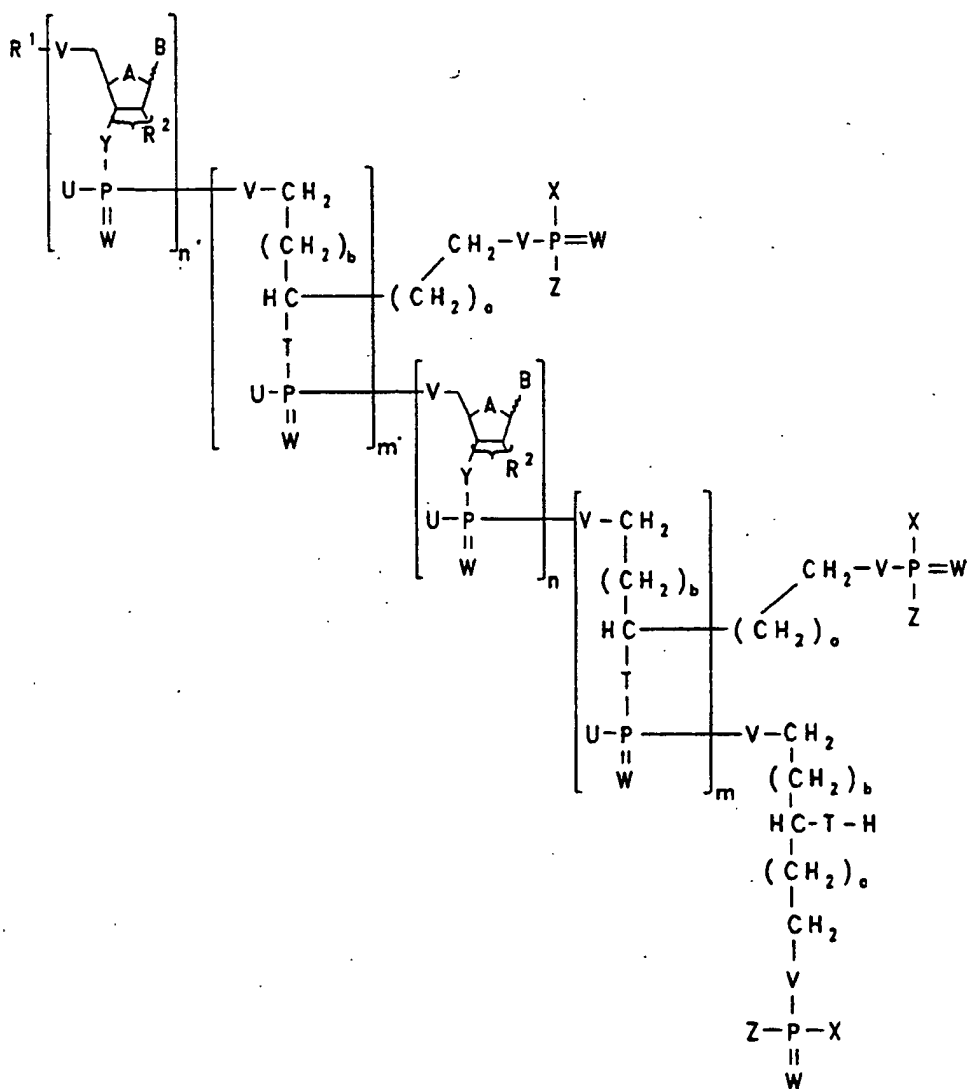 R¹ V B
A
R²
Y
U-P V-CH₂ X
W n' (CH₂)b CH₂-V-P=W
HC (CH₂)a Z
T
U-P V B
W m' A
R²
Y
U-P V-CH₂ X
W n (CH₂)b CH₂-V-P=W
HC (CH₂)a Z
T
U-P V-CH₂
W m (CH₂)b
HC-T-H
(CH₂)a
CH₂
V
Z-P-X
W